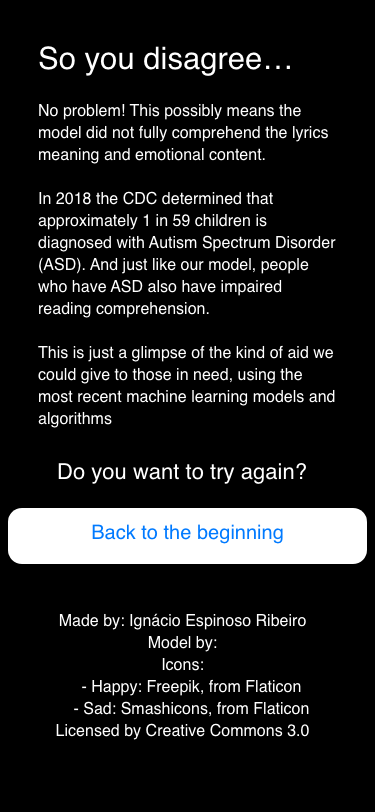 So you disagree…
No problem! This possibly means the
model did not fully comprehend the lyrics
meaning and emotional content.
In 2018 the CDC determined that
approximately 1 in 59 children is
diagnosed with Autism Spectrum Disorder
(ASD). And just like our model, people
who have ASD also have impaired
reading comprehension.
This is just a glimpse of the kind of aid we
could give to those in need, using the
most recent machine learning models and
algorithms
Do you want to try again?
Back to the beginning
Made by: Ignácio Espinoso Ribeiro
Model by:
Icons:
- Happy: Freepik, from Flaticon
- Sad: Smashicons, from Flaticon
Licensed by Creative Commons 3.0